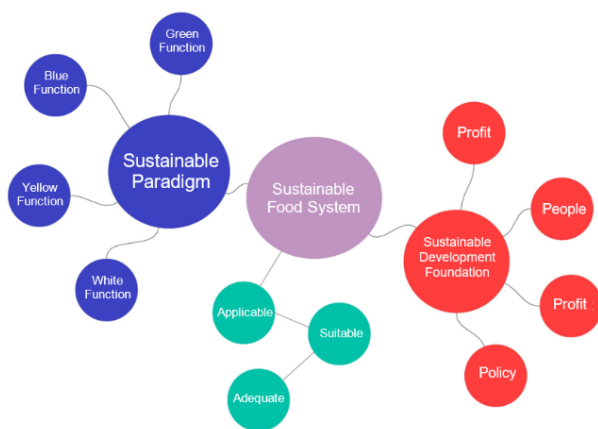 Green
Function
Blue
Function
Sustainable
Paradigm
Yellow
Function
White
Function
Sustainable
Food System
Applicable
Suitable
Adequate
Profit
People
Sustainable
Development
Foundation
Profit
Policy